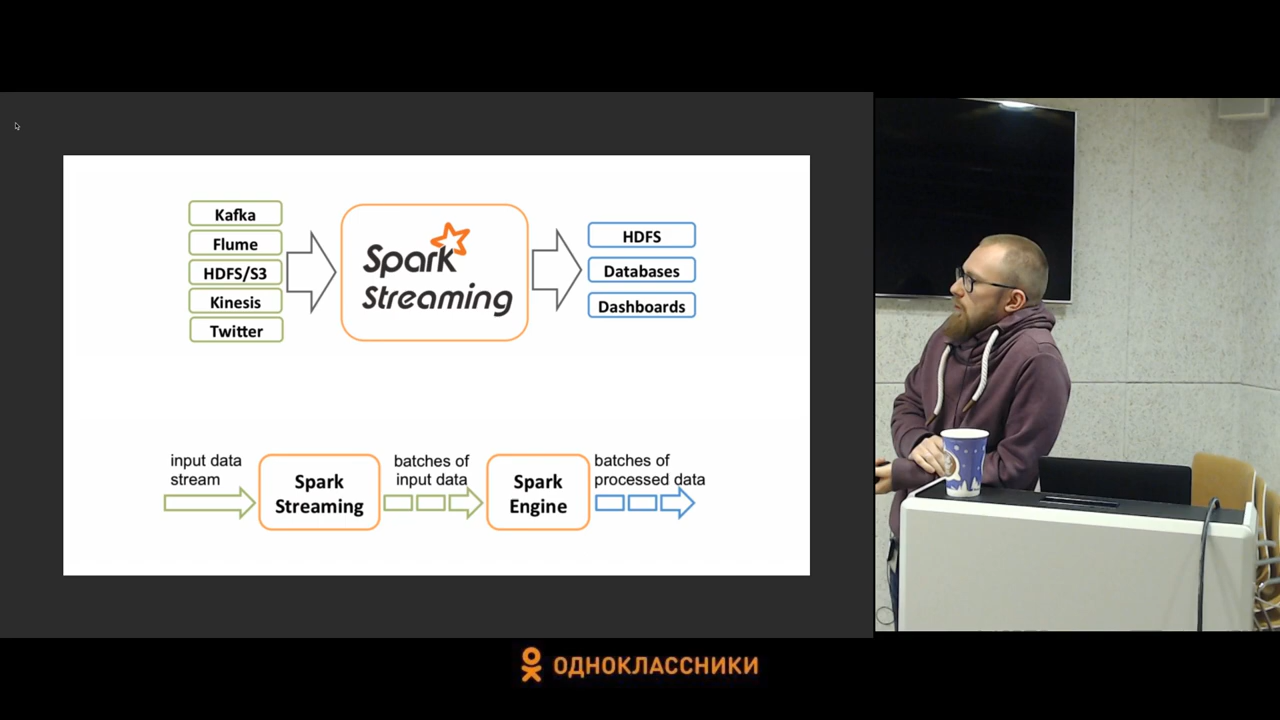 Kafka
Flume
HDFS/S3
Kinesis
Twitter
Spark
Streaming
HDFS
Databases
Dashboards
input data
stream
Spark
Streaming
batches of
input data
Spark
Engine
batches of
processed data
ОДНОКЛАССНИКИ